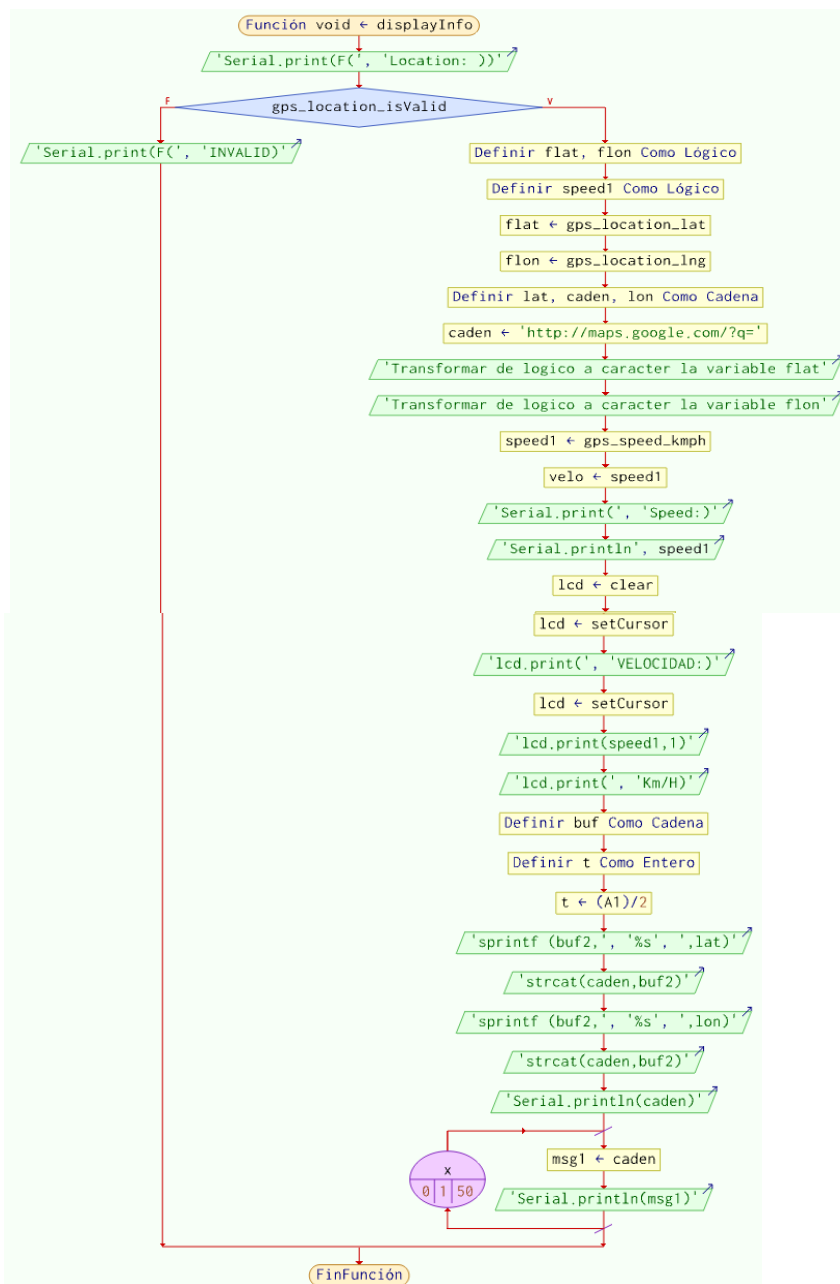 Función void ← displayInfo
'Serial.print(F(', 'Location: ))'
gps_location_isValid
F
V
'Serial.print(F(', 'INVALID)'
Definir flat, flon Como Lógico
Definir speed1 Como Lógico
flat ← gps_location_lat
flon ← gps_location_lng
Definir lat, caden, lon Como Cadena
caden ← 'http://maps.google.com/?q='
'Transformar de logico a caracter la variable flat'
'Transformar de logico a caracter la variable flon'
speed1 ← gps_speed_kmph
velo ← speed1
'Serial.print(', 'Speed:)'
'Serial.println', speed1
lcd ← clear
lcd ← setCursor
'lcd.print(', 'VELOCIDAD:)'
lcd ← setCursor
'lcd.print(speed1,1)'
'lcd.print(', 'Km/H)'
Definir buf Como Cadena
Definir t Como Entero
t ← (A1)/2
'sprintf (buf2,', '%s', ',lat)'
'strcat(caden,buf2)'
'sprintf (buf2,', '%s', ',lon)'
'strcat(caden,buf2)'
'Serial.println(caden)'
x
0 1 50
msg1 ← caden
'Serial.println(msg1)'
FinFunción